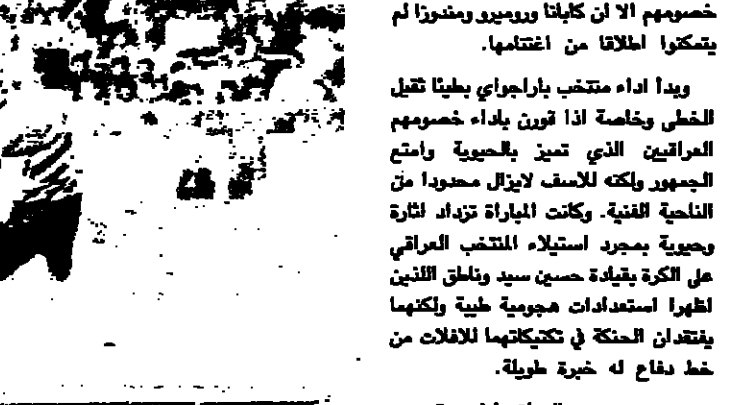 خصومهم الا ان كابانا وروميرو ومندوزا لم
يتمكنوا اطلاقا من اغتنامها.
وبدأ اداء منتخب باراجواي بطيئا ثقيل
الخطى وخاصة اذا قورن باداء خصومهم
العراقيين الذي تميز بالحيوية وامتع
الجمهور ولكنه للاسف لايزال محدودا من
الناحية الفنية. وكانت المباراة تزداد اثارة
وحيوية بمجرد استيلاء المنتخب العراقي
على الكرة بقيادة حسين سيد وناطق اللذين
اظهرا استعدادات هجومية طيبة ولكنهما
يفتقدان الحنكة في تكتيكاتهما للافلات من
خط دفاع له خبرة طويلة.